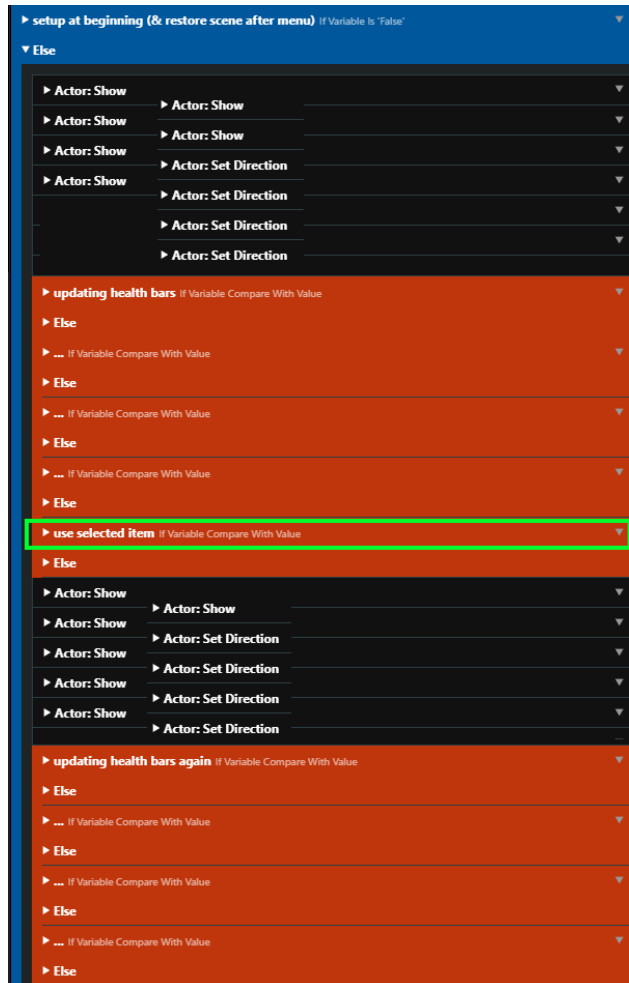 setup at beginning (& restore scene after menu) If Variable Is 'False'
Else
Actor: Show
Actor: Show
Actor: Show
Actor: Show
Actor: Show
Actor: Set Direction
Actor: Show
Actor: Set Direction
Actor: Set Direction
Actor: Set Direction
updating health bars If Variable Compare With Value
Else
... If Variable Compare With Value
Else
... If Variable Compare With Value
Else
... If Variable Compare With Value
Else
use selected item If Variable Compare With Value
Else
Actor: Show
Actor: Show
Actor: Show
Actor: Set Direction
Actor: Show
Actor: Set Direction
Actor: Show
Actor: Set Direction
Actor: Show
Actor: Set Direction
updating health bars again If Variable Compare With Value
Else
... If Variable Compare With Value
Else
... If Variable Compare With Value
Else
... If Variable Compare With Value
Else